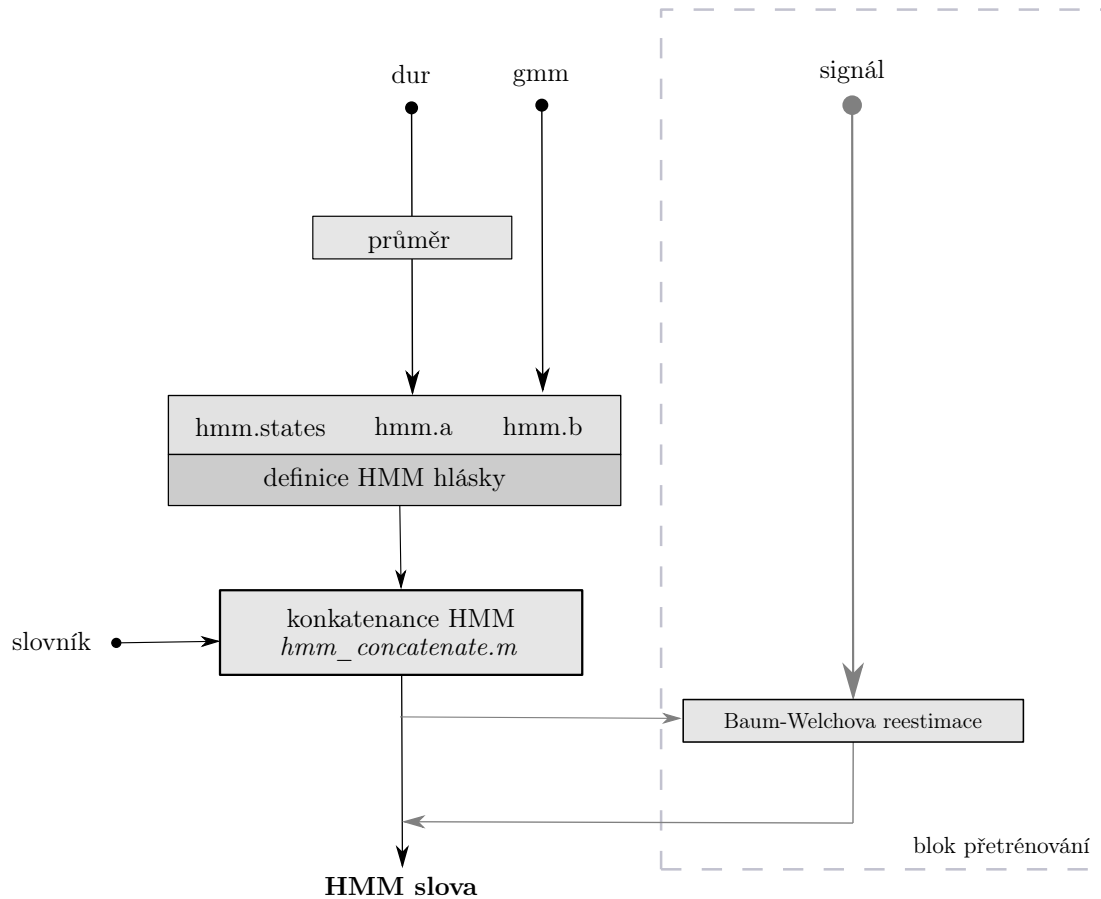 dur
gmm
signál
průměr
hmm.states hmm.a hmm.b
definice HMM hlásky
konkatenance HMM
hmm_concatenate.m
slovník
Baum-Welchova reestimace
blok přetrénování
HMM slova